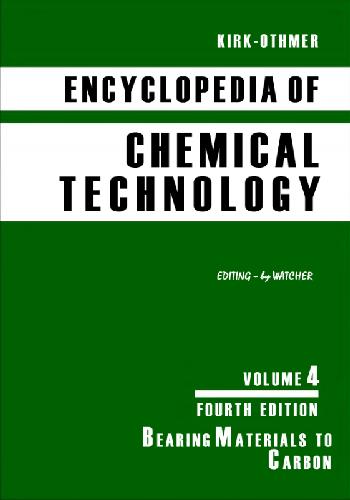 KIRK-OTHMER
ENCYCLOPEDIA OF
CHEMICAL
TECHNOLOGY
EDITING - by WATCHER
VOLUME 4
FOURTH EDITION
BEARING MATERIALS TO
CARBON